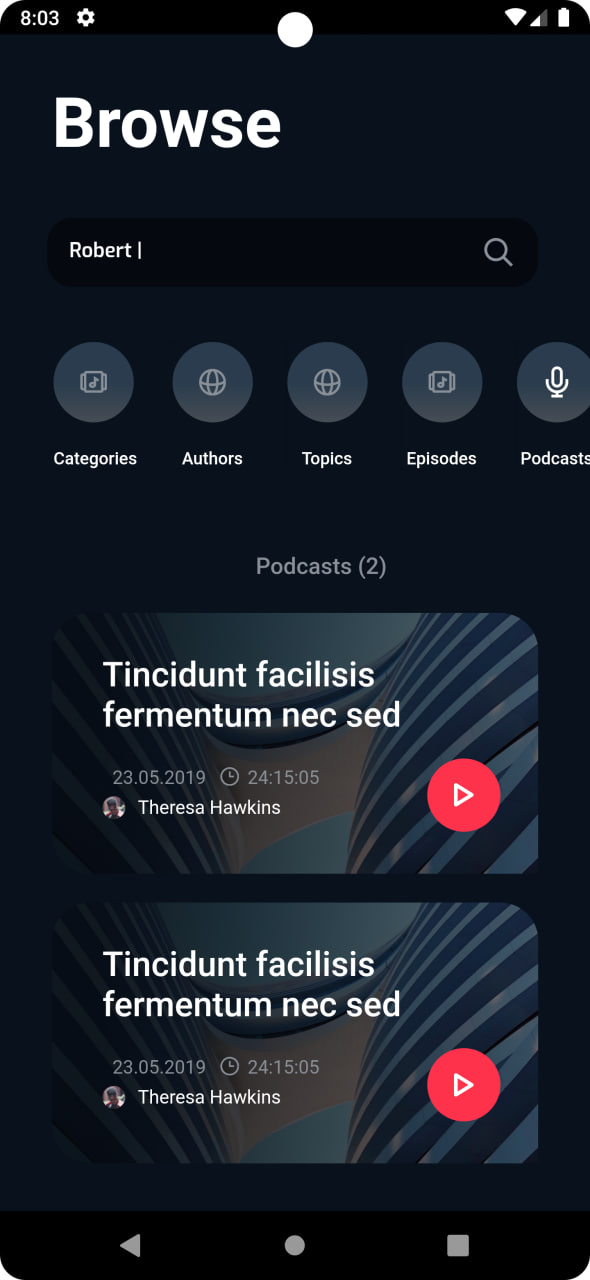 8:03
Browse
Robert |
Categories Authors Topics Episodes Podcasts
Podcasts (2)
Tincidunt facilisis
fermentum nec sed
23.05.2019 24:15:05
Theresa Hawkins
Tincidunt facilisis
fermentum nec sed
23.05.2019 24:15:05
Theresa Hawkins